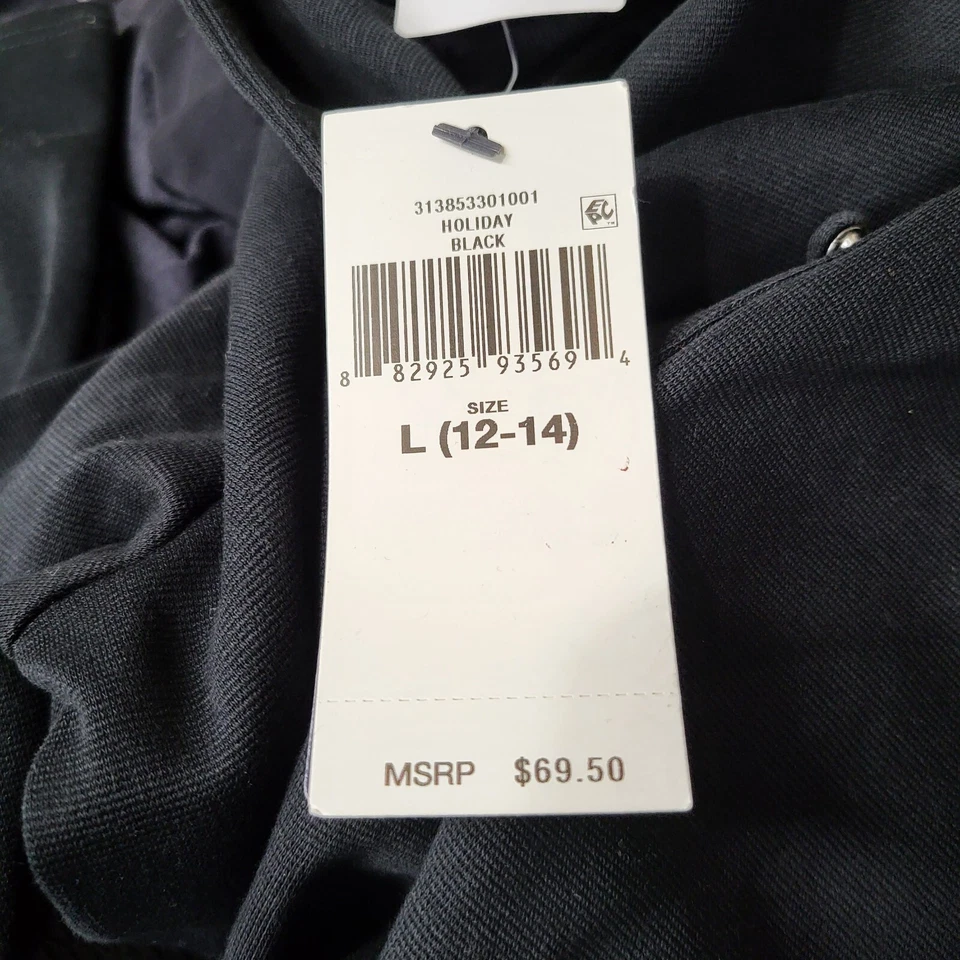 313853301001
HOLIDAY
BLACK
8 82925 93569 4
SIZE
L (12-14)
MSRP $69.50